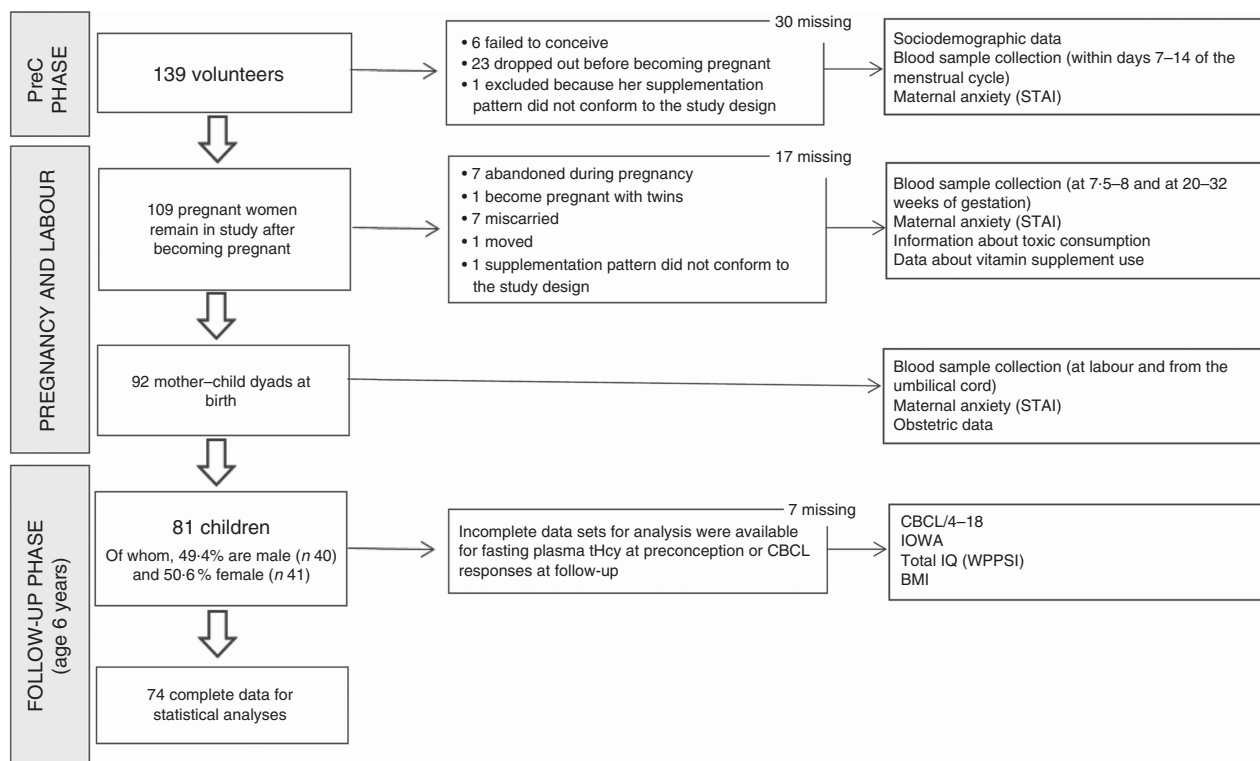 PreC
PHASE
139 volunteers
30 missing
• 6 failed to conceive
• 23 dropped out before becoming pregnant
• 1 excluded because her supplementation
pattern did not conform to the study design
Sociodemographic data
Blood sample collection (within days 7–14 of the
menstrual cycle)
Maternal anxiety (STAI)
PREGNANCY AND LABOUR
109 pregnant women
remain in study after
becoming pregnant
17 missing
• 7 abandoned during pregnancy
• 1 become pregnant with twins
• 7 miscarried
• 1 moved
• 1 supplementation pattern did not conform to
the study design
Blood sample collection (at 7·5–8 and at 20–32
weeks of gestation)
Maternal anxiety (STAI)
Information about toxic consumption
Data about vitamin supplement use
92 mother–child dyads at
birth
Blood sample collection (at labour and from the
umbilical cord)
Maternal anxiety (STAI)
Obstetric data
FOLLOW-UP PHASE
(age 6 years)
81 children
Of whom, 49·4% are male (n 40)
and 50·6 % female (n 41)
7 missing
Incomplete data sets for analysis were available
for fasting plasma tHcy at preconception or CBCL
responses at follow-up
CBCL/4–18
IOWA
Total IQ (WPPSI)
BMI
74 complete data for
statistical analyses